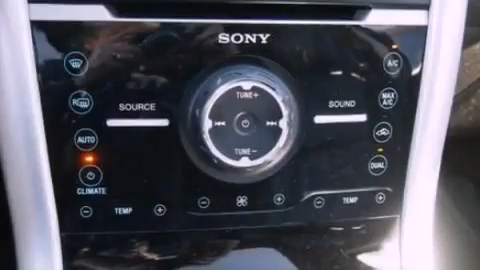 SONY
A/C
R
MAX
A/C
SOURCE
TUNE+
SOUND
AUTO
TUNE-
DUAL
CLIMATE
- TEMP +
- +
- TEMP +